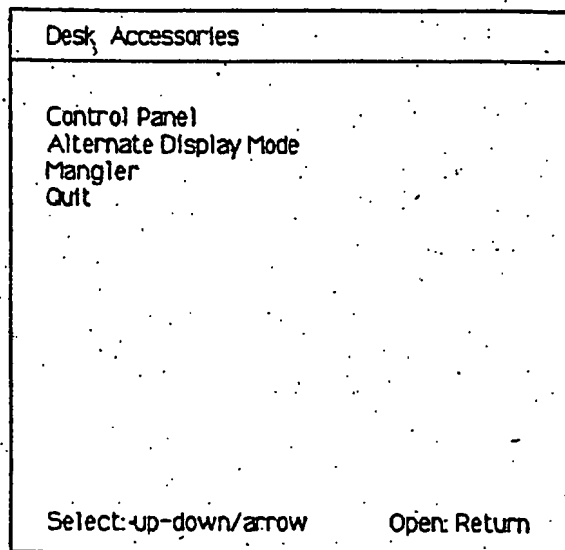 Desk Accessories
Control Panel
Alternate Display Mode
Mangler
Quit
Select: up-down/arrow Open: Return